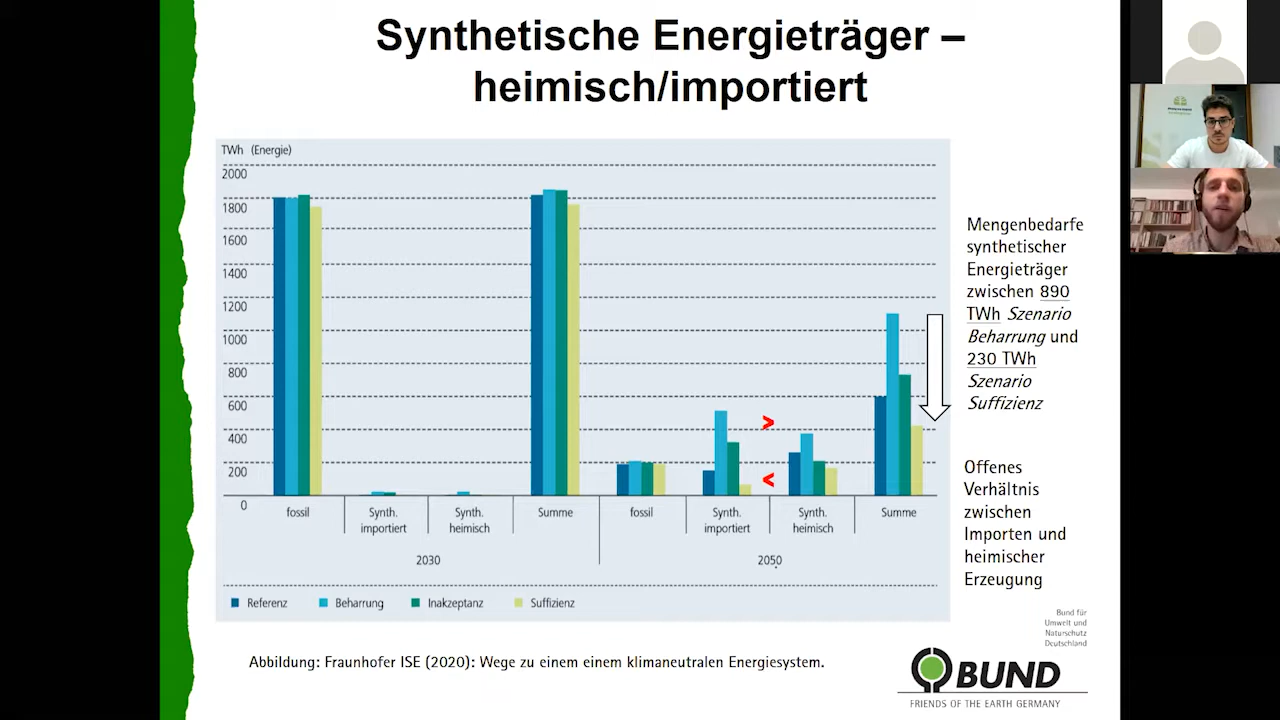 Synthetische Energieträger –
heimisch/importiert
TWh (Energie)
2000
1800
1600
1400
1200
1000
800
600
400
200
0
>
<
fossil
Synth.
importiert
Synth.
heimisch
Summe
fossil
Synth.
importiert
Synth.
heimisch
Summe
2030
2050
Referenz
Beharrung
Inakzeptanz
Suffizienz
Mengenbedarfe
synthetischer
Energieträger
zwischen 890
TWh Szenario
Beharrung und
230 TWh
Szenario
Suffizienz
Offenes
Verhältnis
zwischen
Importen und
heimischer
Erzeugung
Abbildung: Fraunhofer ISE (2020): Wege zu einem einem klimaneutralen Energiesystem.
Bund für
Umwelt und
Naturschutz
Deutschland
BUND
FRIENDS OF THE EARTH GERMANY